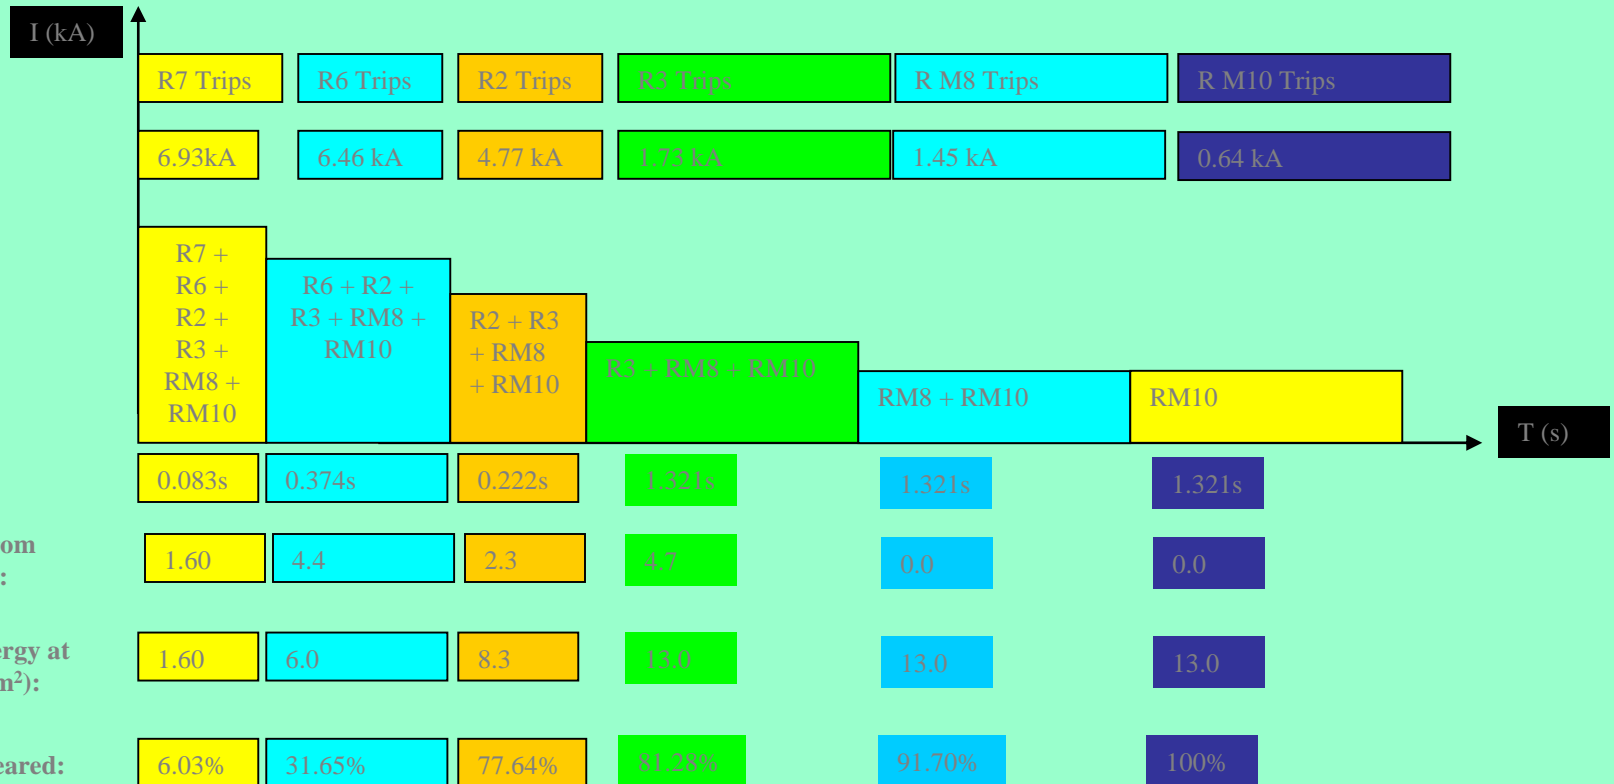 I (kA)
R7 Trips
R6 Trips
R2 Trips
R3 Trips
R M8 Trips
R M10 Trips
6.93kA
6.46 kA
4.77 kA
1.73 kA
1.45 kA
0.64 kA
R7 +
R6 +
R2 +
R3 +
RM8 +
RM10
R6 + R2 +
R3 + RM8 +
RM10
R2 + R3
+ RM8
+ RM10
R3 + RM8 + RM10
RM8 + RM10
RM10
T (s)
0.083s
0.374s
0.222s
1.321s
1.321s
1.321s
:
1.60
4.4
2.3
4.7
0.0
0.0
at
1.60
6.0
8.3
13.0
13.0
13.0
6.03%
31.65%
77.64%
81.28%
91.70%
100%